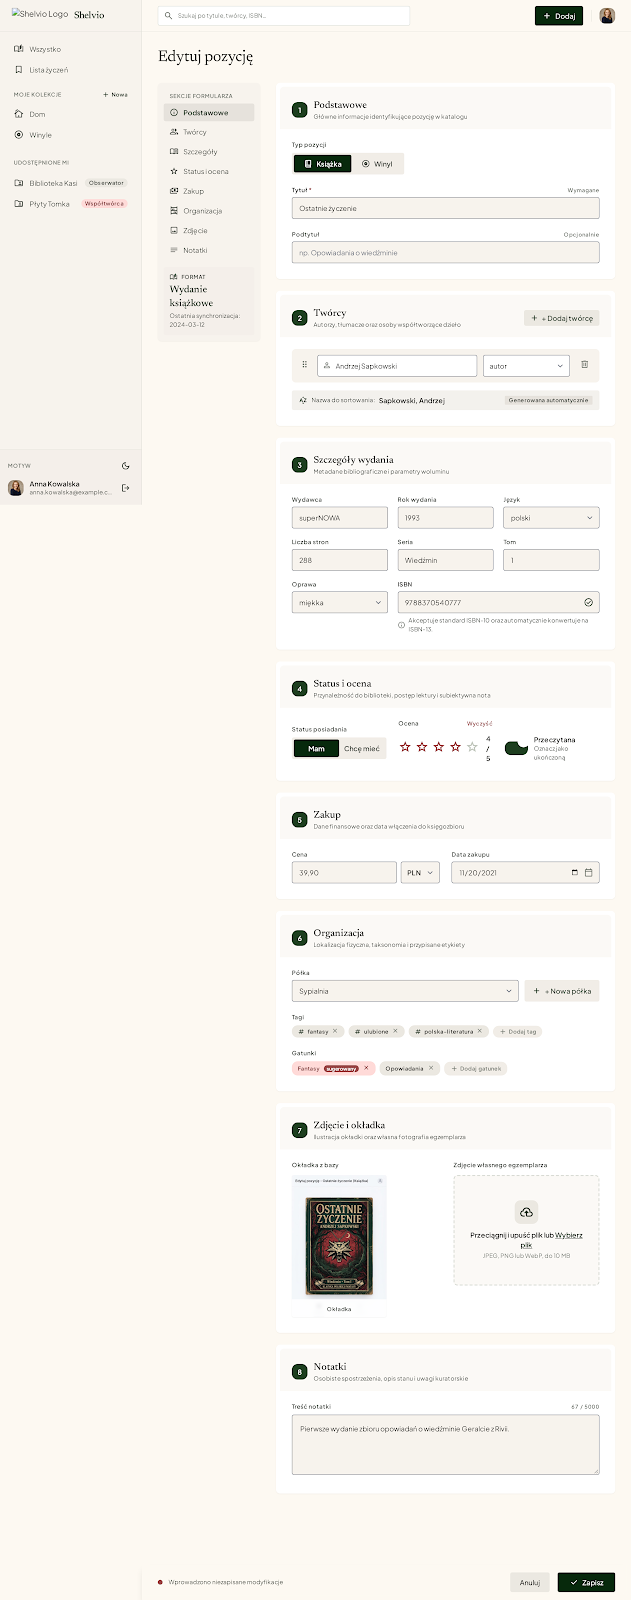 Shelvio Logo
Shelvio
Szukaj po tytule, twórcy, ISBN...
+ Dodaj
Wszystko
Lista życzeń
MOJE KOLEKCJE
+ Nowa
Dom
Winyle
UDOSTĘPNIONE MI
Biblioteka Kasi
Obserwator
Płyty Tomka
Współtwórca
MOTYW
Anna Kowalska
anna.kowalska@example.c...
Edytuj pozycję
SEKCJE FORMULARZA
Podstawowe
Twórcy
Szczegóły
Status i ocena
Zakup
Organizacja
Zdjęcie
Notatki
FORMAT
Wydanie
książkowe
Ostatnia synchronizacja:
2024-03-12
1
Podstawowe
Główne informacje identyfikujące pozycję w katalogu
Typ pozycji
Książka
Winyl
Tytuł *
Wymagane
Ostatnie życzenie
Podtytuł
Opcjonalnie
np. Opowiadania o wiedźminie
2
Twórcy
Autorzy, tłumacze oraz osoby współtworzące dzieło
+ + Dodaj twórcę
Andrzej Sapkowski
autor
Nazwa do sortowania:
Sapkowski, Andrzej
Generowana automatycznie
3
Szczegóły wydania
Metadane bibliograficzne i parametry woluminu
Wydawca
Rok wydania
Język
superNOWA
1993
polski
Liczba stron
Seria
Tom
288
Wiedźmin
1
Oprawa
ISBN
miękka
9788370540777
Akceptuje standard ISBN-10 oraz automatycznie konwertuje na
ISBN-13.
4
Status i ocena
Przynależność do biblioteki, postęp lektury i subiektywna nota
Status posiadania
Mam
Chcę mieć
Ocena
Wyczyść
4
/
5
Przeczytana
Oznacz jako
ukończoną
5
Zakup
Dane finansowe oraz data włączenia do księgozbioru
Cena
Data zakupu
39,90
PLN
11/20/2021
6
Organizacja
Lokalizacja fizyczna, taksonomia i przypisane etykiety
Półka
Sypialnia
+ + Nowa półka
Tagi
# fantasy ×
# ulubione ×
# polska-literatura ×
+ Dodaj tag
Gatunki
Fantasy
sugerowany
×
Opowiadania ×
+ Dodaj gatunek
7
Zdjęcie i okładka
Ilustracja okładki oraz własna fotografia egzemplarza
Okładka z bazy
Zdjęcie własnego egzemplarza
Edytuj pozycję - Ostatnie życzenie (Książka)
OSTATNIE
ŻYCZENIE
ANDRZEJ SAPKOWSKI
Okładka
Przeciągnij i upuść plik lub Wybierz
plik
JPEG, PNG lub WebP, do 10 MB
8
Notatki
Osobiste spostrzeżenia, opis stanu i uwagi kuratorskie
Treść notatki
67 / 5000
Pierwsze wydanie zbioru opowiadań o wiedźminie Geralcie z Rivii.
Wprowadzono niezapisane modyfikacje
Anuluj
Zapisz